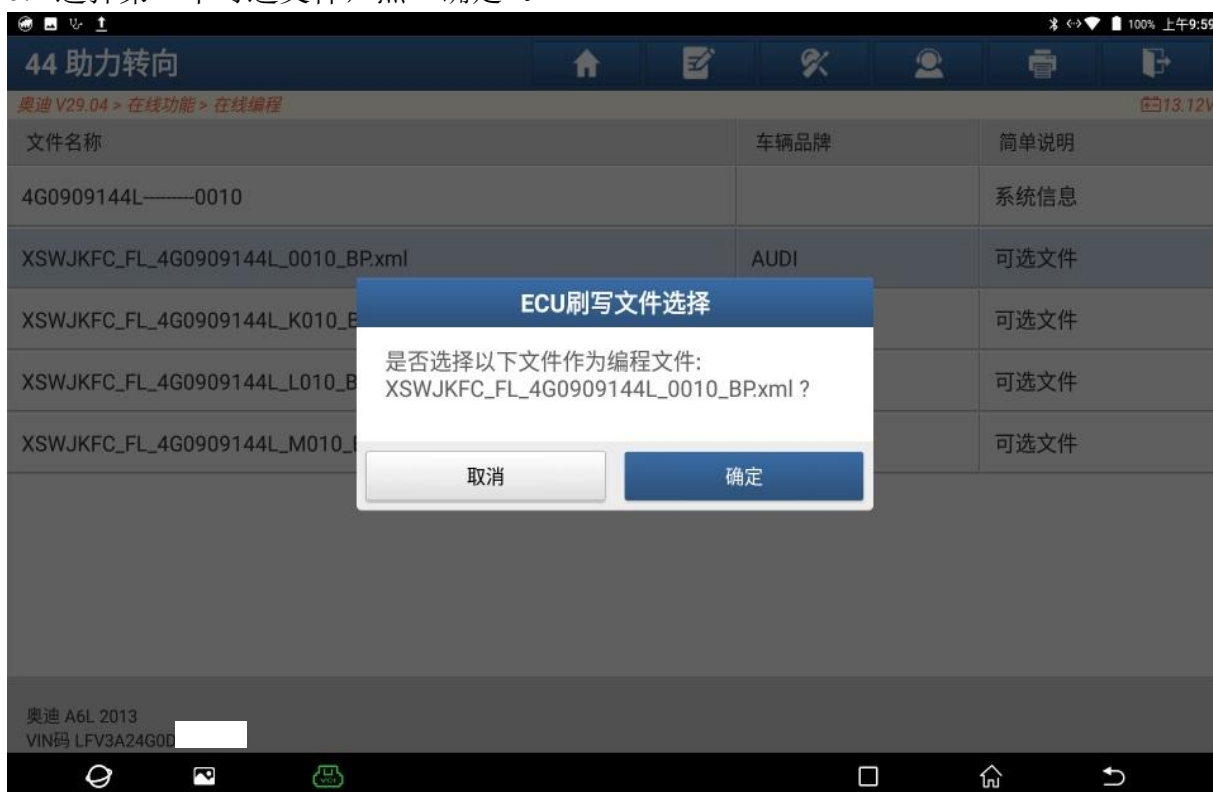 100% 上午9:59
44 助力转向
奥迪 V29.04 > 在线功能 > 在线编程
13.12V
文件名称 车辆品牌 简单说明
4G0909144L---------0010 系统信息
XSWJKFC_FL_4G0909144L_0010_BP.xml AUDI 可选文件
XSWJKFC_FL_4G0909144L_K010_B 可选文件
XSWJKFC_FL_4G0909144L_L010_B 可选文件
XSWJKFC_FL_4G0909144L_M010_ 可选文件
ECU刷写文件选择
是否选择以下文件作为编程文件:
XSWJKFC_FL_4G0909144L_0010_BP.xml ?
取消 确定
奥迪 A6L 2013
VIN码 LFV3A24G0D
VCI